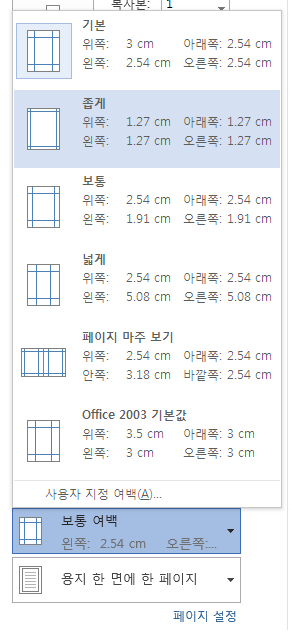 복사본: 1
기본
위쪽: 3 cm 아래쪽: 2.54 cm
왼쪽: 2.54 cm 오른쪽: 2.54 cm
좁게
위쪽: 1.27 cm 아래쪽: 1.27 cm
왼쪽: 1.27 cm 오른쪽: 1.27 cm
보통
위쪽: 2.54 cm 아래쪽: 2.54 cm
왼쪽: 1.91 cm 오른쪽: 1.91 cm
넓게
위쪽: 2.54 cm 아래쪽: 2.54 cm
왼쪽: 5.08 cm 오른쪽: 5.08 cm
페이지 마주 보기
위쪽: 2.54 cm 아래쪽: 2.54 cm
안쪽: 3.18 cm 바깥쪽: 2.54 cm
Office 2003 기본값
위쪽: 3.5 cm 아래쪽: 3 cm
왼쪽: 3 cm 오른쪽: 3 cm
사용자 지정 여백(A)...
보통 여백
왼쪽: 2.54 cm 오른쪽:...
용지 한 면에 한 페이지
페이지 설정